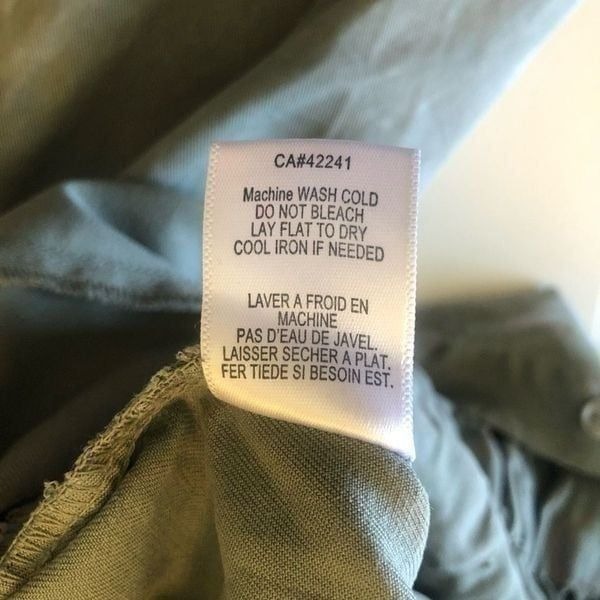 CA#42241
Machine WASH COLD
DO NOT BLEACH
LAY FLAT TO DRY
COOL IRON IF NEEDED
LAVER A FROID EN
MACHINE
PAS D'EAU DE JAVEL.
LAISSER SECHER A PLAT.
FER TIEDE SI BESOIN EST.